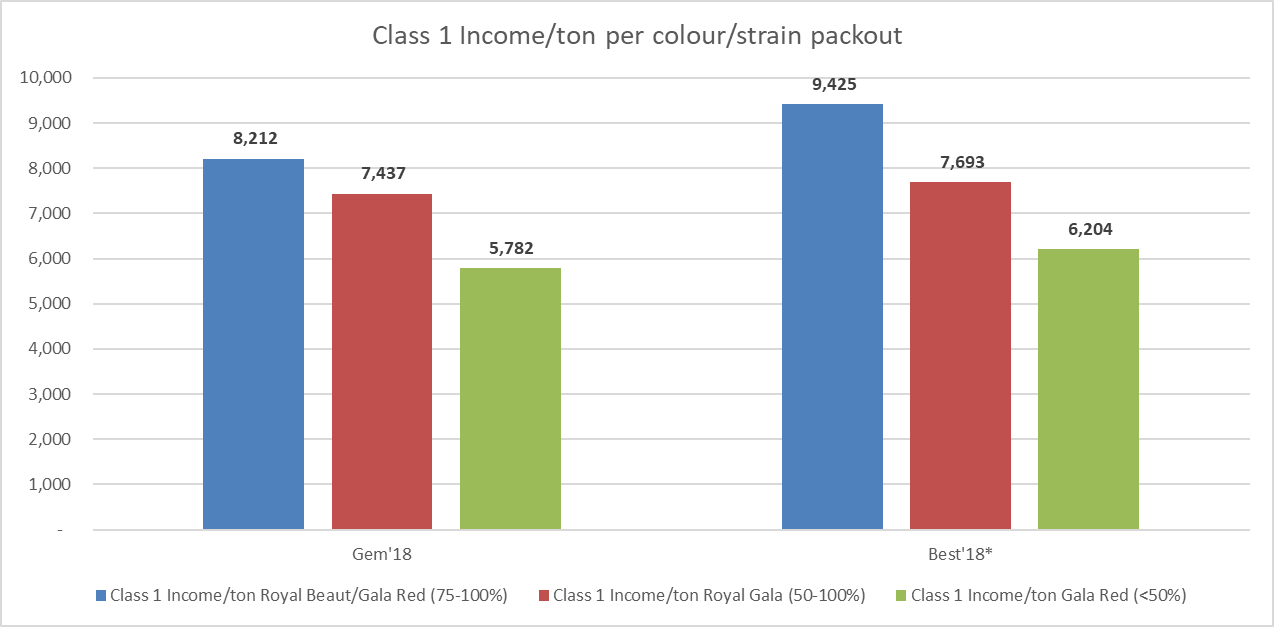 Class 1 Income/ton per colour/strain packout
10,000
9,000
8,000
7,000
6,000
5,000
4,000
3,000
2,000
1,000
-
8,212
7,437
5,782
9,425
7,693
6,204
Gem'18
Best'18*
Class 1 Income/ton Royal Beaut/Gala Red (75-100%)
Class 1 Income/ton Royal Gala (50-100%)
Class 1 Income/ton Gala Red (<50%)